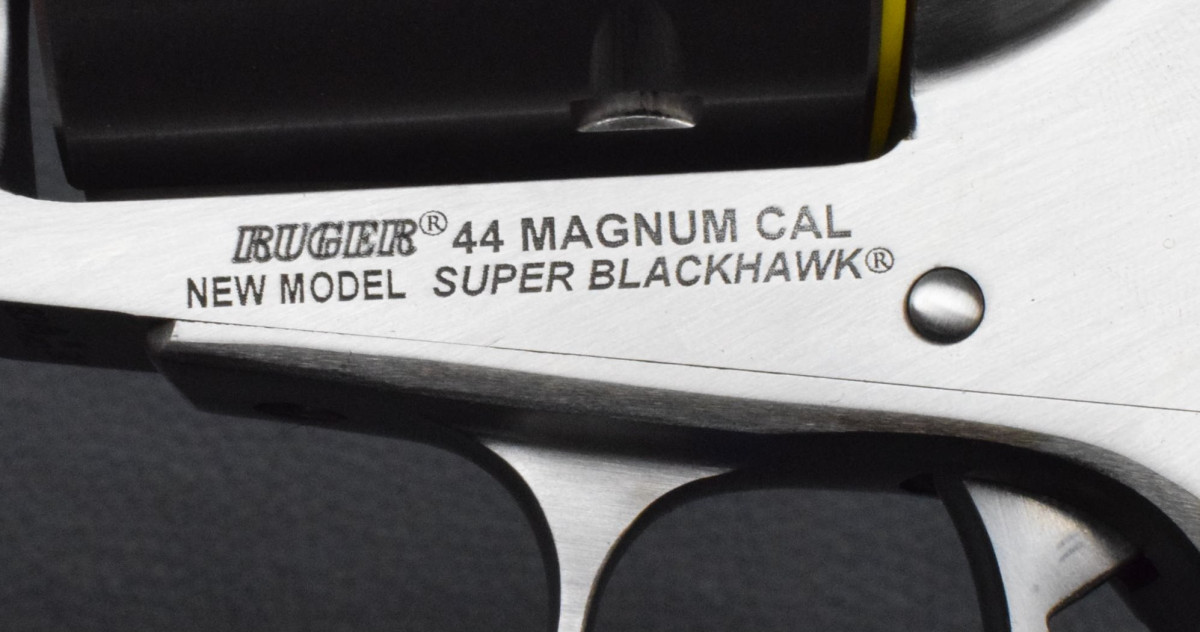 RUGER® 44 MAGNUM CAL
NEW MODEL SUPER BLACKHAWK®